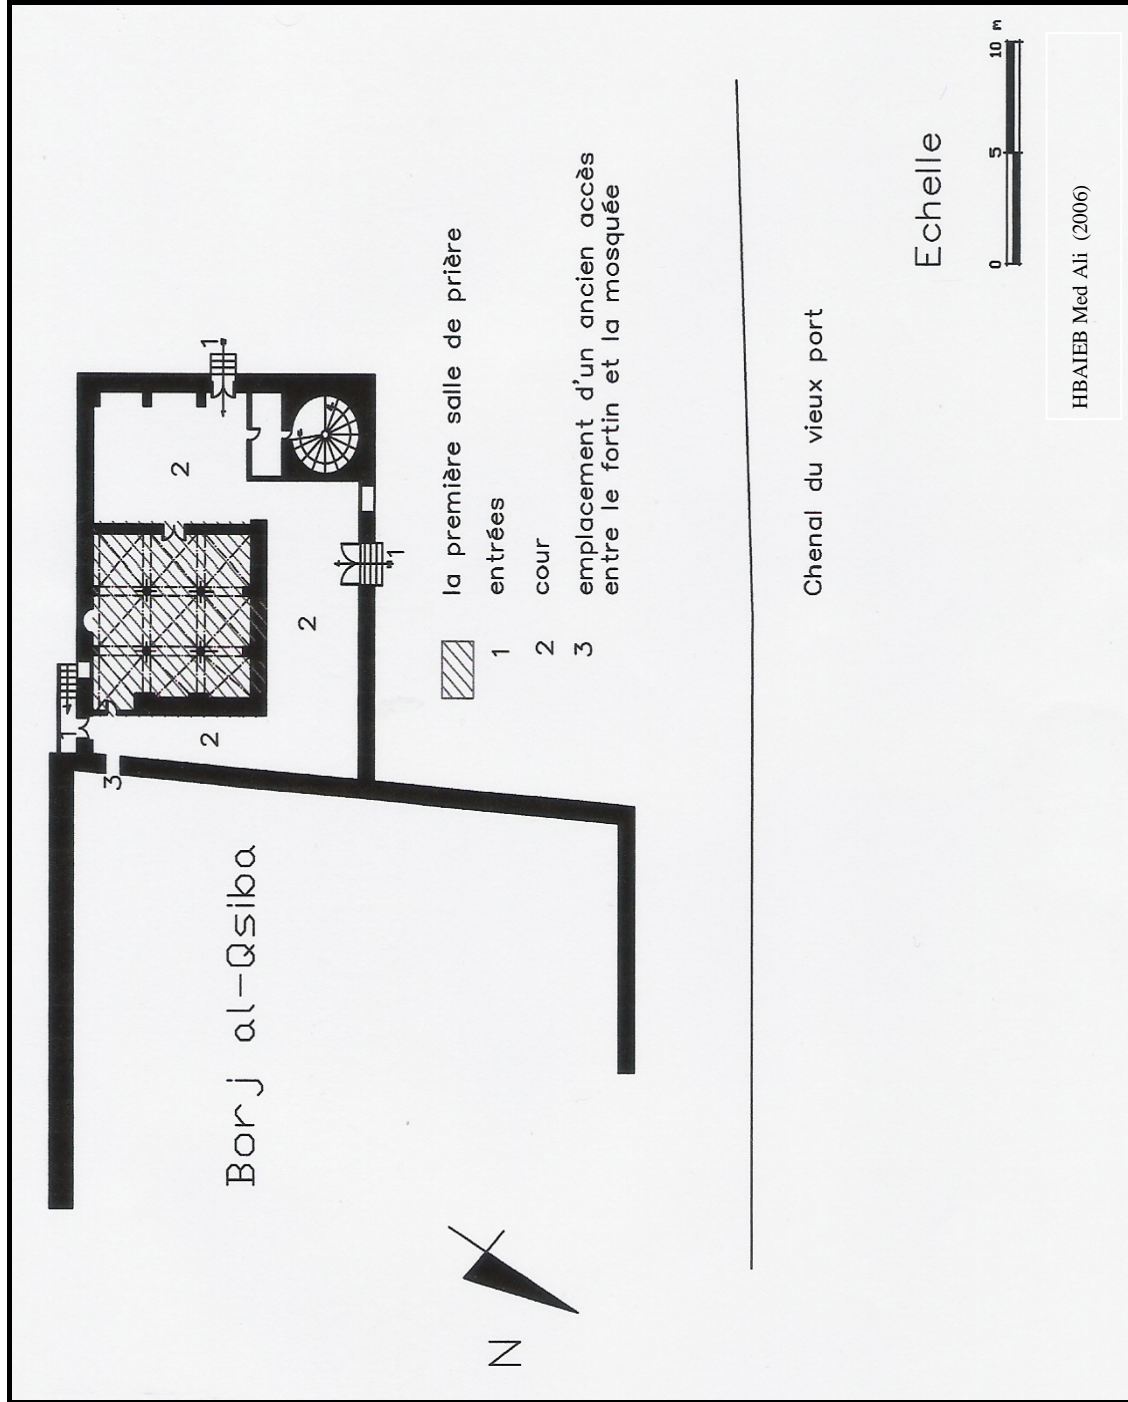 1
2
1
2
1
2
3
Borj al-Qsiba
la première salle de prière
1 entrées
2 cour
3 emplacement d'un ancien accès
entre le fortin et la mosquée
Chenal du vieux port
N
Echelle
0 5 10 m
HBAIEB Med Ali (2006)